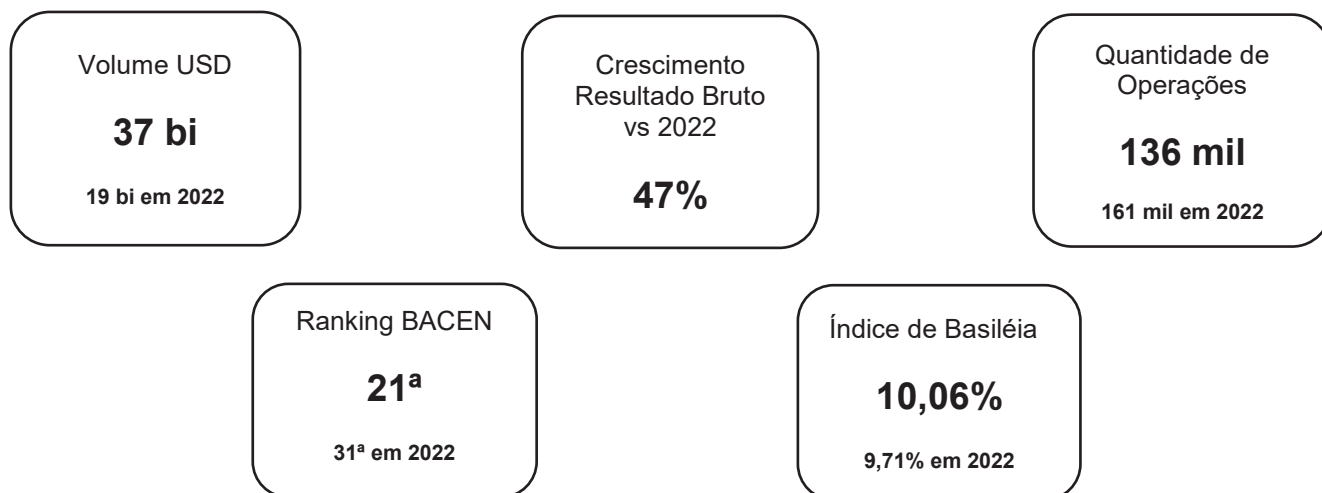 Volume USD
37 bi
19 bi em 2022
Crescimento
Resultado Bruto
vs 2022
47%
Quantidade de
Operações
136 mil
161 mil em 2022
Ranking BACEN
21ª
31ª em 2022
Índice de Basiléia
10,06%
9,71% em 2022